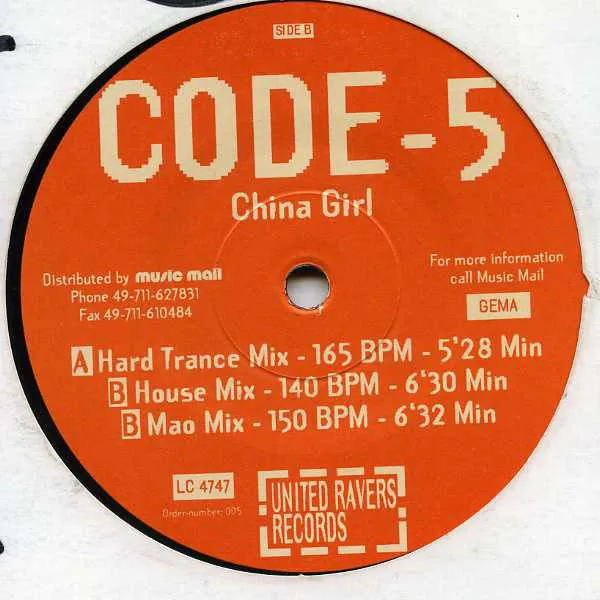 SIDE B
CODE-5
China Girl
Distributed by music mail
Phone 49-711-627831
Fax 49-711-610484
For more information
call Music Mail
GEMA
A Hard Trance Mix - 165 BPM - 5'28 Min
B House Mix - 140 BPM - 6'30 Min
B Mao Mix - 150 BPM - 6'32 Min
LC 4747
Order-number: 005
UNITED RAVERS
RECORDS